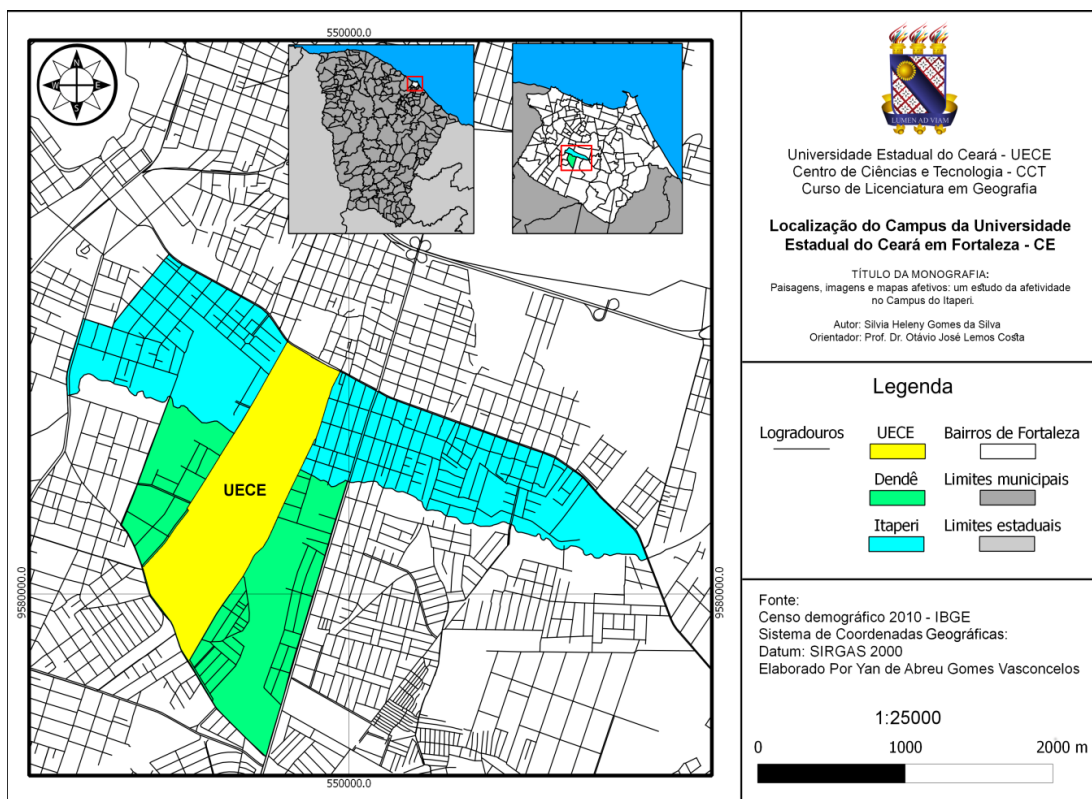 550000.0
N
W E
S
UECE
9580000.0
9580000.0
550000.0
LUMEN AD VIAM
Universidade Estadual do Ceará - UECE
Centro de Ciências e Tecnologia - CCT
Curso de Licenciatura em Geografia
Localização do Campus da Universidade
Estadual do Ceará em Fortaleza - CE
TÍTULO DA MONOGRAFIA:
Paisagens, imagens e mapas afetivos: um estudo da afetividade
no Campus do Itaperi.
Autor: Silvia Heleny Gomes da Silva
Orientador: Prof. Dr. Otávio José Lemos Costa
Legenda
Logradouros UECE Bairros de Fortaleza
Dendê Limites municipais
Itaperi Limites estaduais
Fonte:
Censo demográfico 2010 - IBGE
Sistema de Coordenadas Geográficas:
Datum: SIRGAS 2000
Elaborado Por Yan de Abreu Gomes Vasconcelos
1:25000
0 1000 2000 m